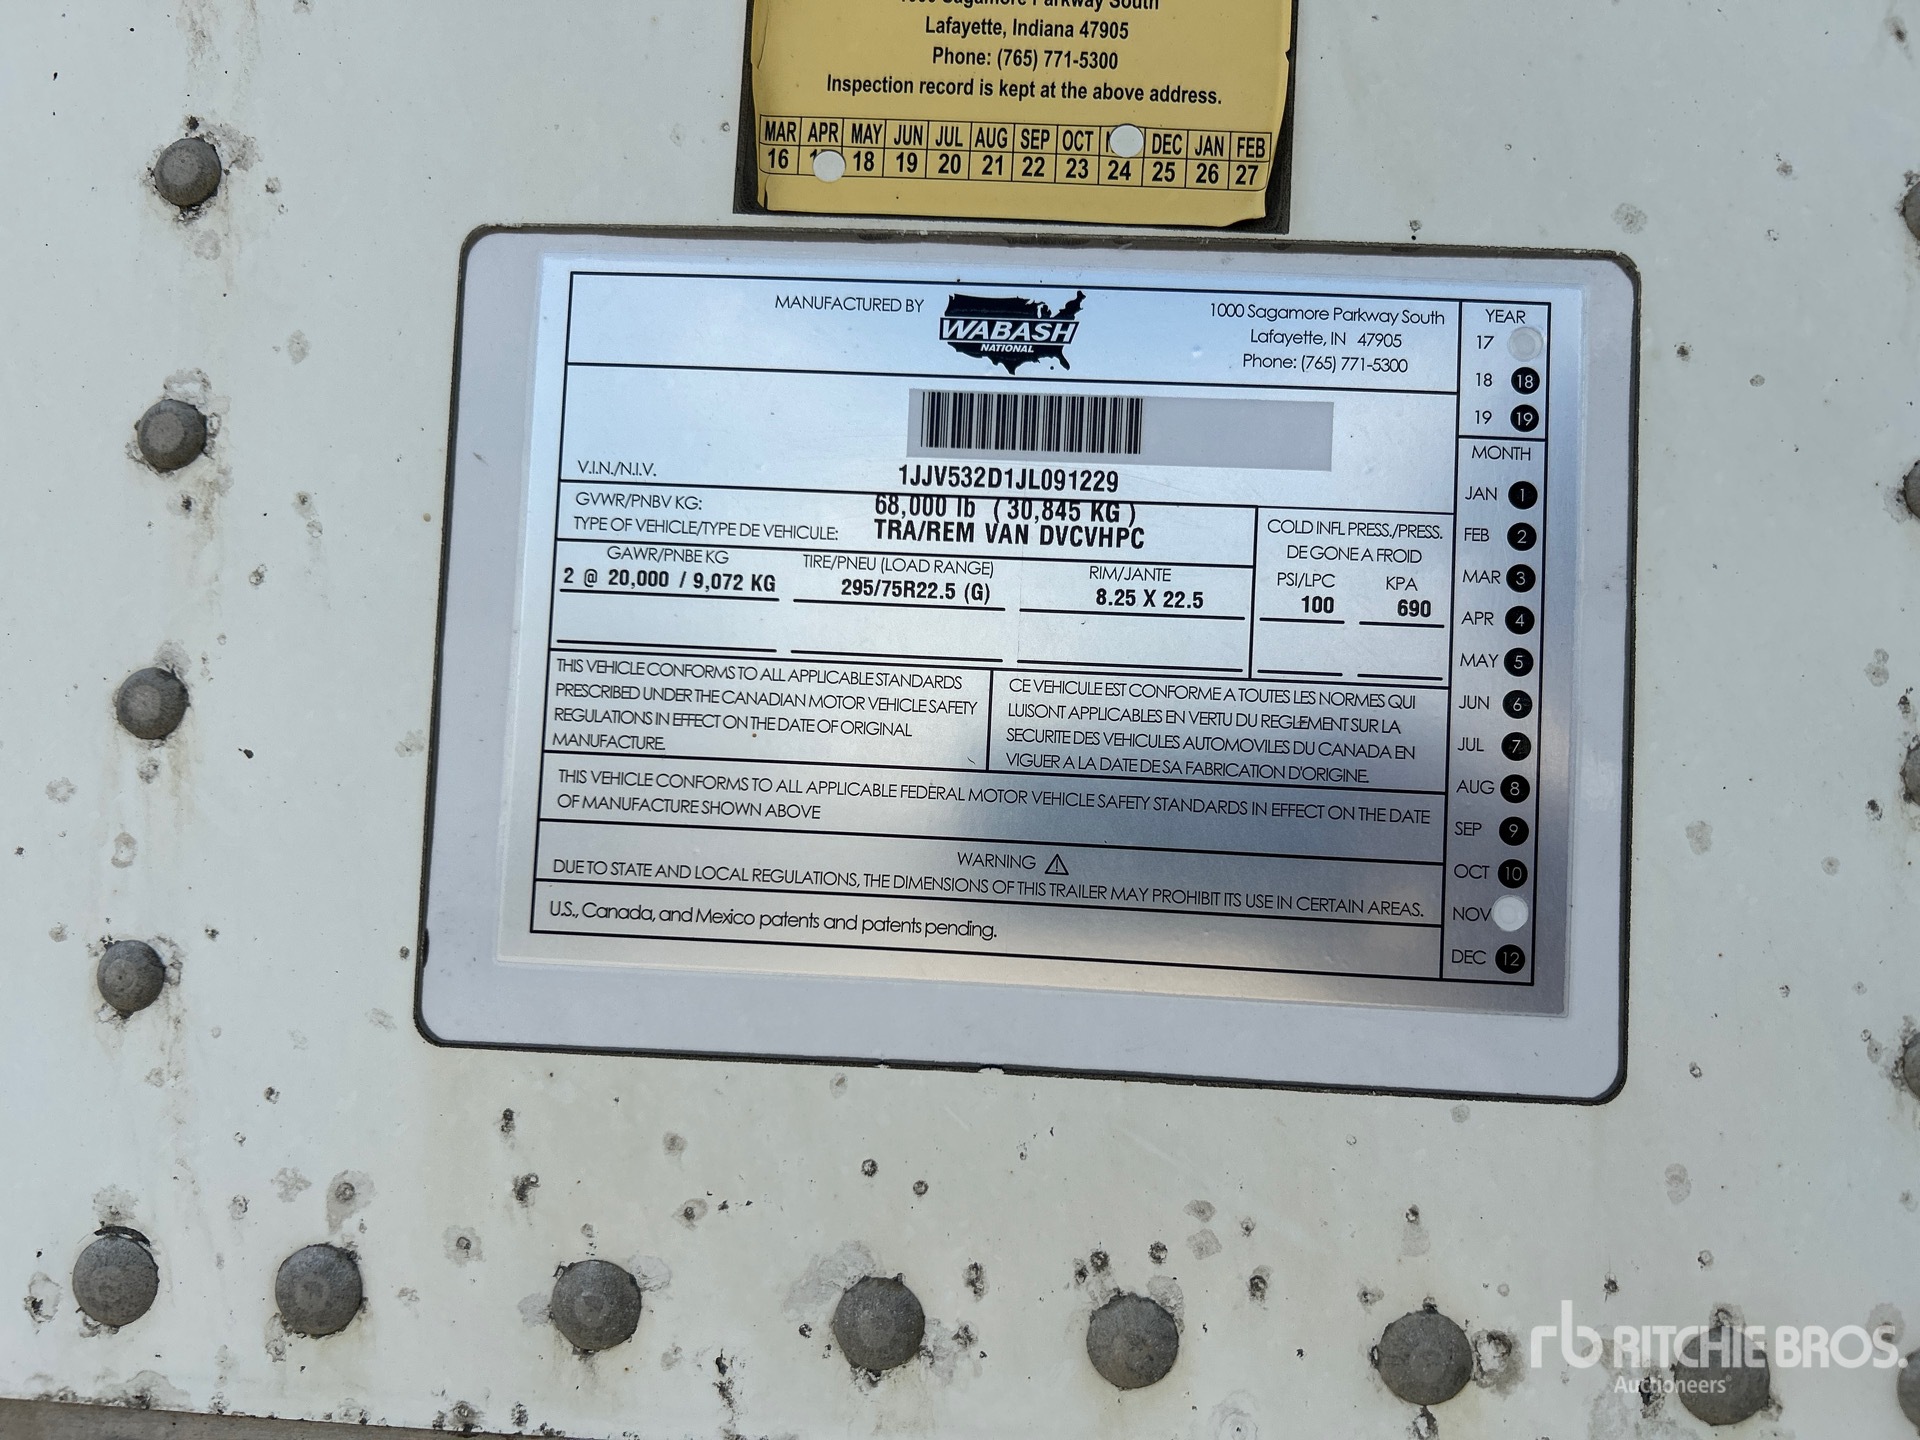 1000 Sagamore Parkway South
Lafayette, Indiana 47905
Phone: (765) 771-5300
Inspection record is kept at the above address.
MAR APR MAY JUN JUL AUG SEP OCT DEC JAN FEB
16 18 19 20 21 22 23 24 25 26 27
MANUFACTURED BY
WABASH
NATIONAL
1000 Sagamore Parkway South
Lafayette, IN 47905
Phone: (765) 771-5300
YEAR
17
18 18
19 19
V.I.N./N.I.V.
1JJV532D1JL091229
GVWR/PNBV KG: 68,000 lb ( 30,845 KG )
TYPE OF VEHICLE/TYPE DE VEHICULE: TRA/REM VAN DVCVHPC
GAWR/PNBE KG
2 @ 20,000 / 9,072 KG
TIRE/PNEU (LOAD RANGE)
295/75R22.5 (G)
RIM/JANTE
8.25 X 22.5
COLD INFL PRESS./PRESS.
DE GONE A FROID
PSI/LPC KPA
100 690
THIS VEHICLE CONFORMS TO ALL APPLICABLE STANDARDS
PRESCRIBED UNDER THE CANADIAN MOTOR VEHICLE SAFETY
REGULATIONS IN EFFECT ON THE DATE OF ORIGINAL
MANUFACTURE.
CE VEHICULE EST CONFORME A TOUTES LES NORMES QUI
LUISONT APPLICABLES EN VERTU DU REGLEMENT SUR LA
SECURITE DES VEHICULES AUTOMOVILES DU CANADA EN
VIGUER A LA DATE DE SA FABRICATION D'ORIGINE.
THIS VEHICLE CONFORMS TO ALL APPLICABLE FEDERAL MOTOR VEHICLE SAFETY STANDARDS IN EFFECT ON THE DATE
OF MANUFACTURE SHOWN ABOVE
WARNING
DUE TO STATE AND LOCAL REGULATIONS, THE DIMENSIONS OF THIS TRAILER MAY PROHIBIT ITS USE IN CERTAIN AREAS.
U.S., Canada, and Mexico patents and patents pending.
MONTH
JAN 1
FEB 2
MAR 3
APR 4
MAY 5
JUN 6
JUL 7
AUG 8
SEP 9
OCT 10
NOV
DEC 12
rb RITCHIE BROS.
Auctioneers